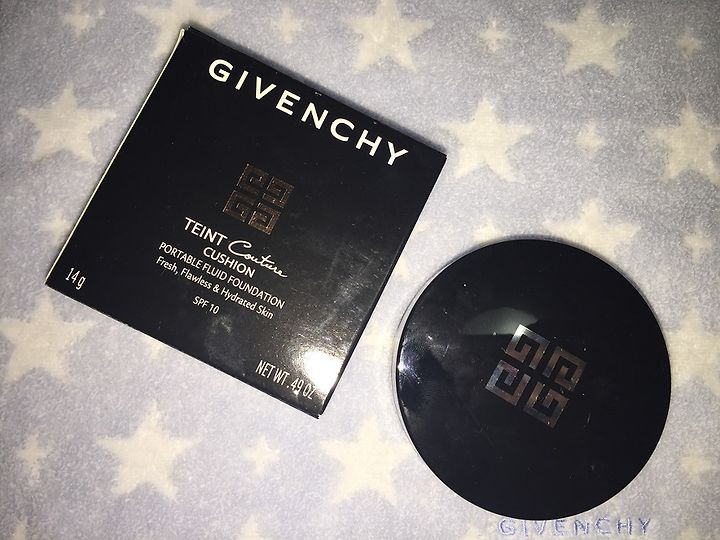 GIVENCHY
TEINT Couture
CUSHION
PORTABLE FLUID FOUNDATION
Fresh, Flawless & Hydrated Skin
SPF 10
14 g
NET WT. .49 OZ
GIVENCHY